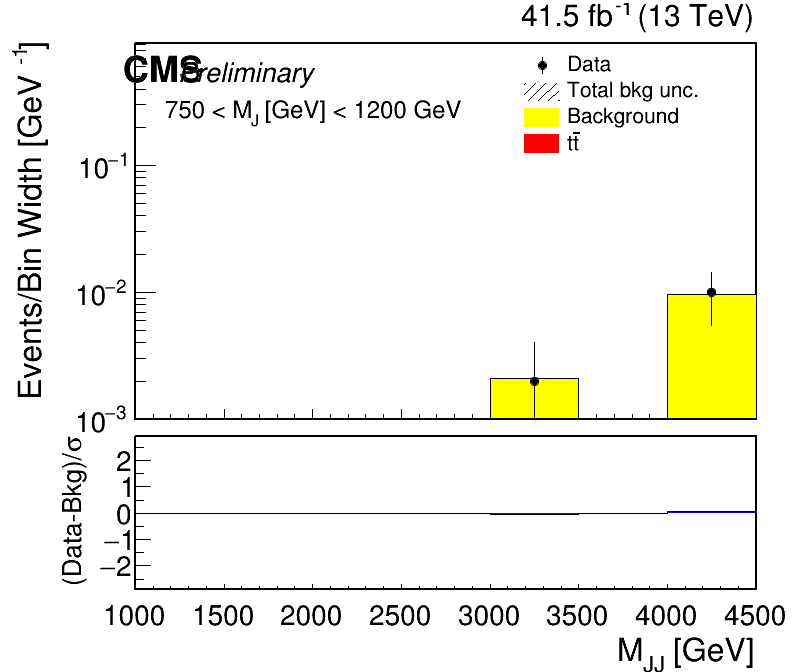 41.5 fb⁻¹ (13 TeV)
CMS Preliminary
750 < M_J [GeV] < 1200 GeV
Data
Total bkg unc.
Background
tt̄
Events/Bin Width [GeV⁻¹]
10⁻¹
10⁻²
10⁻³
(Data-Bkg)/σ
2
1
0
−1
−2
1000 1500 2000 2500 3000 3500 4000 4500
M_JJ [GeV]